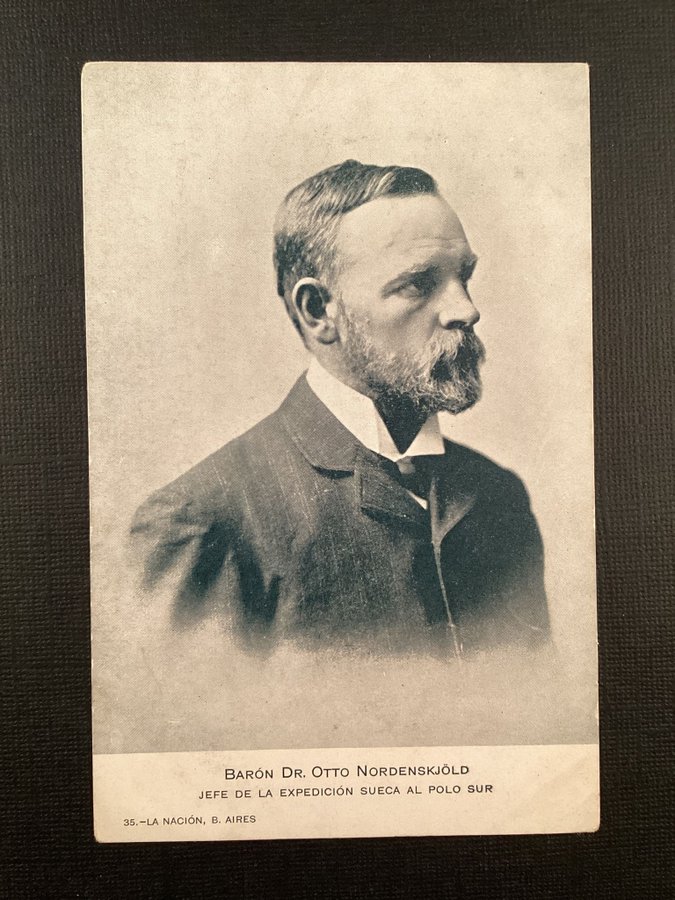 Barón Dr. Otto Nordenskjöld
JEFE DE LA EXPEDICIÓN SUECA AL POLO SUR
35.—LA NACIÓN, B. AIRES